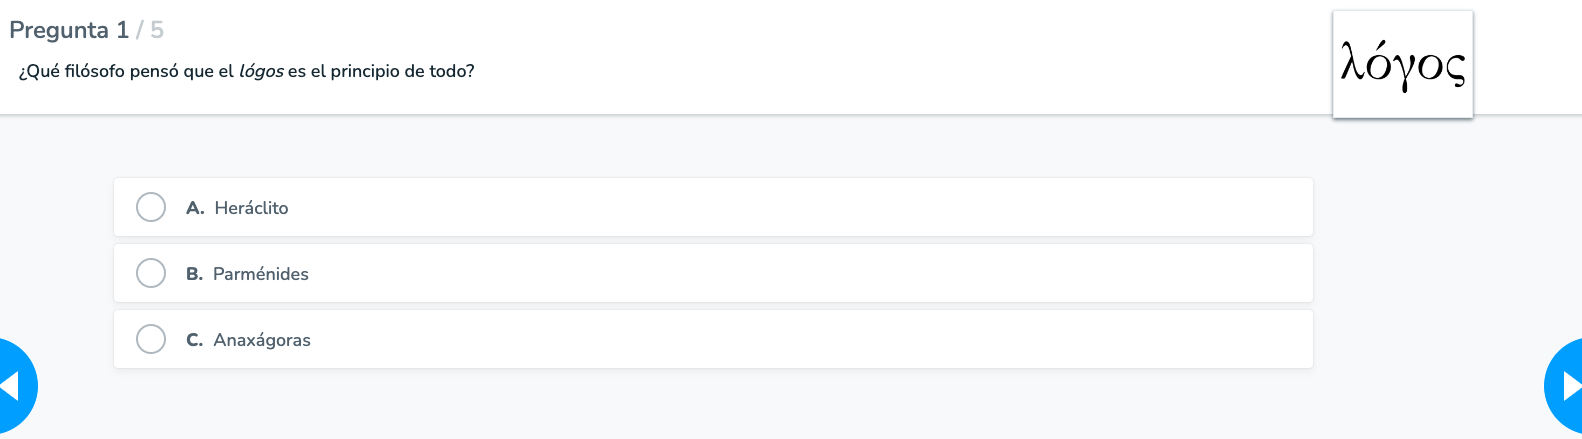 Pregunta 1 / 5
¿Qué filósofo pensó que el lógos es el principio de todo?
λόγος
A. Heráclito
B. Parménides
C. Anaxágoras